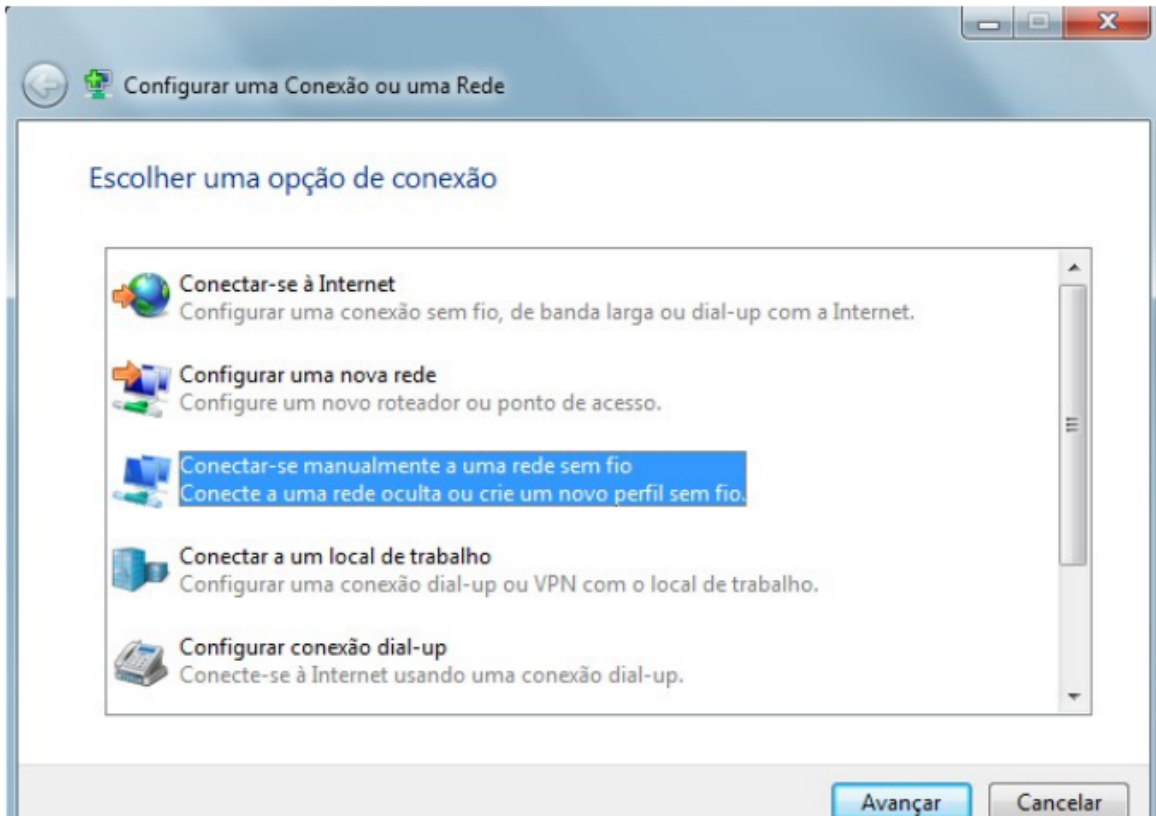 Configurar uma Conexão ou uma Rede
Escolher uma opção de conexão
Conectar-se à Internet
Configurar uma conexão sem fio, de banda larga ou dial-up com a Internet.
Configurar uma nova rede
Configure um novo roteador ou ponto de acesso.
Conectar-se manualmente a uma rede sem fio
Conecte a uma rede oculta ou crie um novo perfil sem fio.
Conectar a um local de trabalho
Configurar uma conexão dial-up ou VPN com o local de trabalho.
Configurar conexão dial-up
Conecte-se à Internet usando uma conexão dial-up.
Avançar
Cancelar